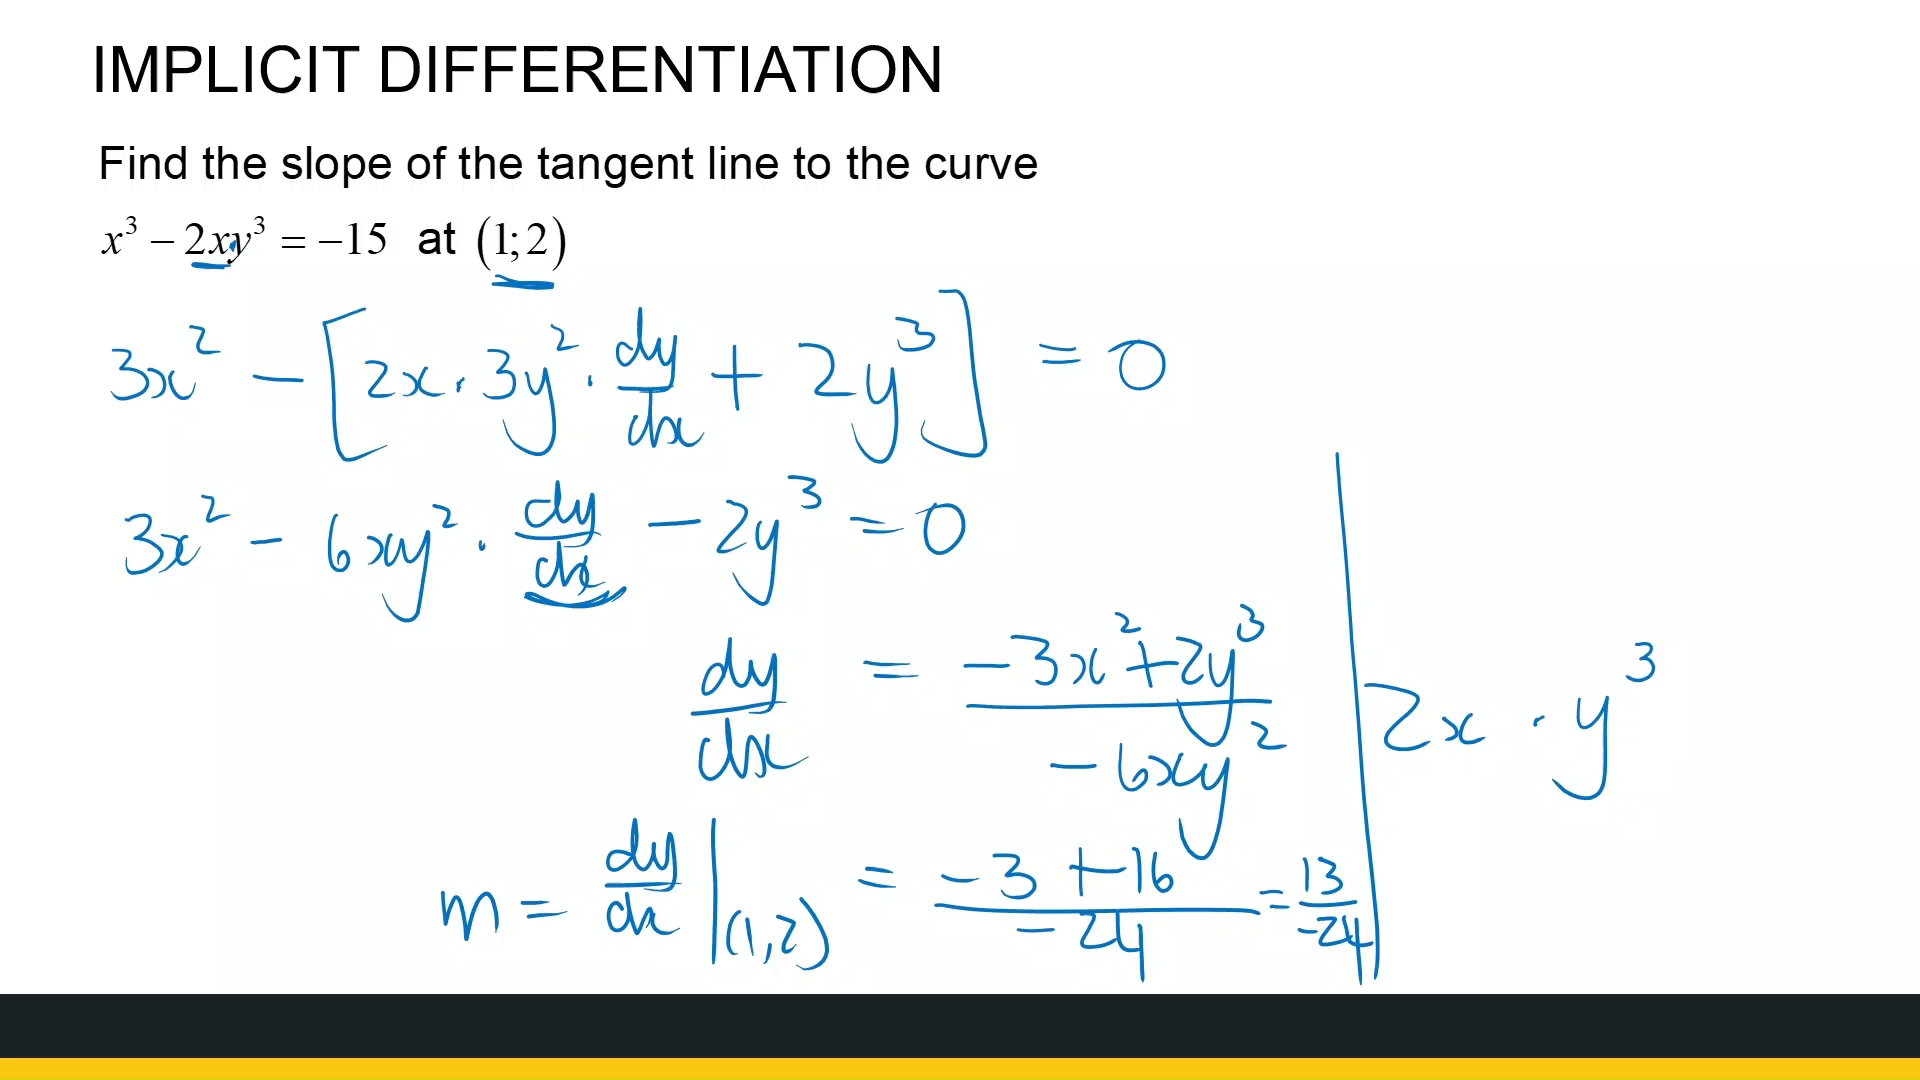 IMPLICIT DIFFERENTIATION
Find the slope of the tangent line to the curve
x³ − 2xy³ = −15 at (1;2)
3x² − [2x · 3y² · dy/dx + 2y³] = 0
3x² − 6xy² · dy/dx − 2y³ = 0
dy/dx = (−3x² + 2y³)/(−6xy²)
2x · y³
m = dy/dx |(1,2) = (−3 + 16)/(−24) = 13/−24